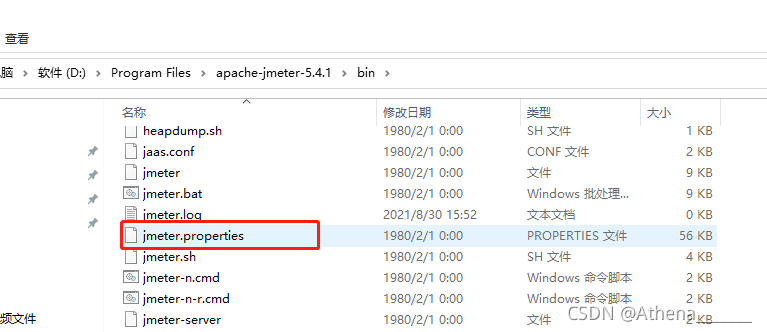 查看
脑 > 软件 (D:) > Program Files > apache-jmeter-5.4.1 > bin >
名称 修改日期 类型 大小
heapdump.sh 1980/2/1 0:00 SH 文件 1 KB
jaas.conf 1980/2/1 0:00 CONF 文件 2 KB
jmeter 1980/2/1 0:00 文件 9 KB
jmeter.bat 1980/2/1 0:00 Windows 批处理... 9 KB
jmeter.log 2021/8/30 15:52 文本文档 0 KB
jmeter.properties 1980/2/1 0:00 PROPERTIES 文件 56 KB
jmeter.sh 1980/2/1 0:00 SH 文件 4 KB
jmeter-n.cmd 1980/2/1 0:00 Windows 命令脚本 2 KB
jmeter-n-r.cmd 1980/2/1 0:00 Windows 命令脚本 2 KB
频文件 jmeter-server 1980/2/1 0:00 文件 2 KB
CSDN @Athena________